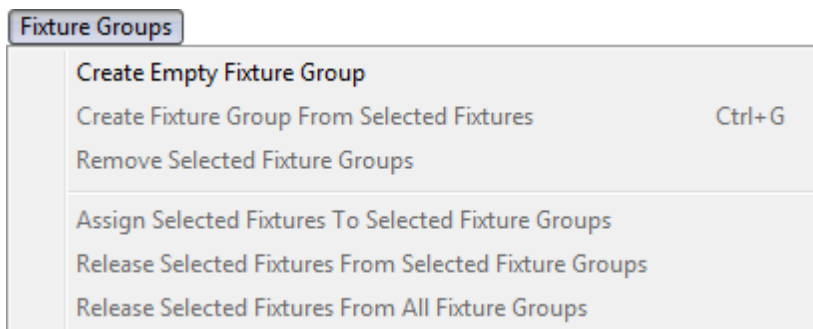 Fixture Groups
Create Empty Fixture Group
Create Fixture Group From Selected Fixtures Ctrl+G
Remove Selected Fixture Groups
Assign Selected Fixtures To Selected Fixture Groups
Release Selected Fixtures From Selected Fixture Groups
Release Selected Fixtures From All Fixture Groups